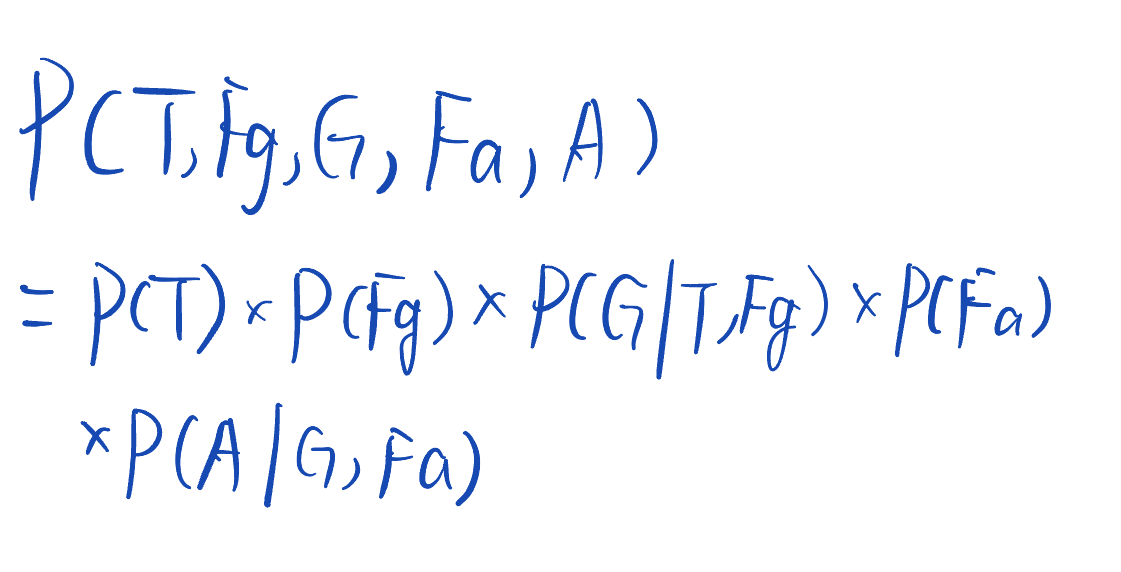 P(T, Fg, G, Fa, A)
= P(T) × P(Fg) × P(G|T, Fg) × P(Fa)
× P(A|G, Fa)